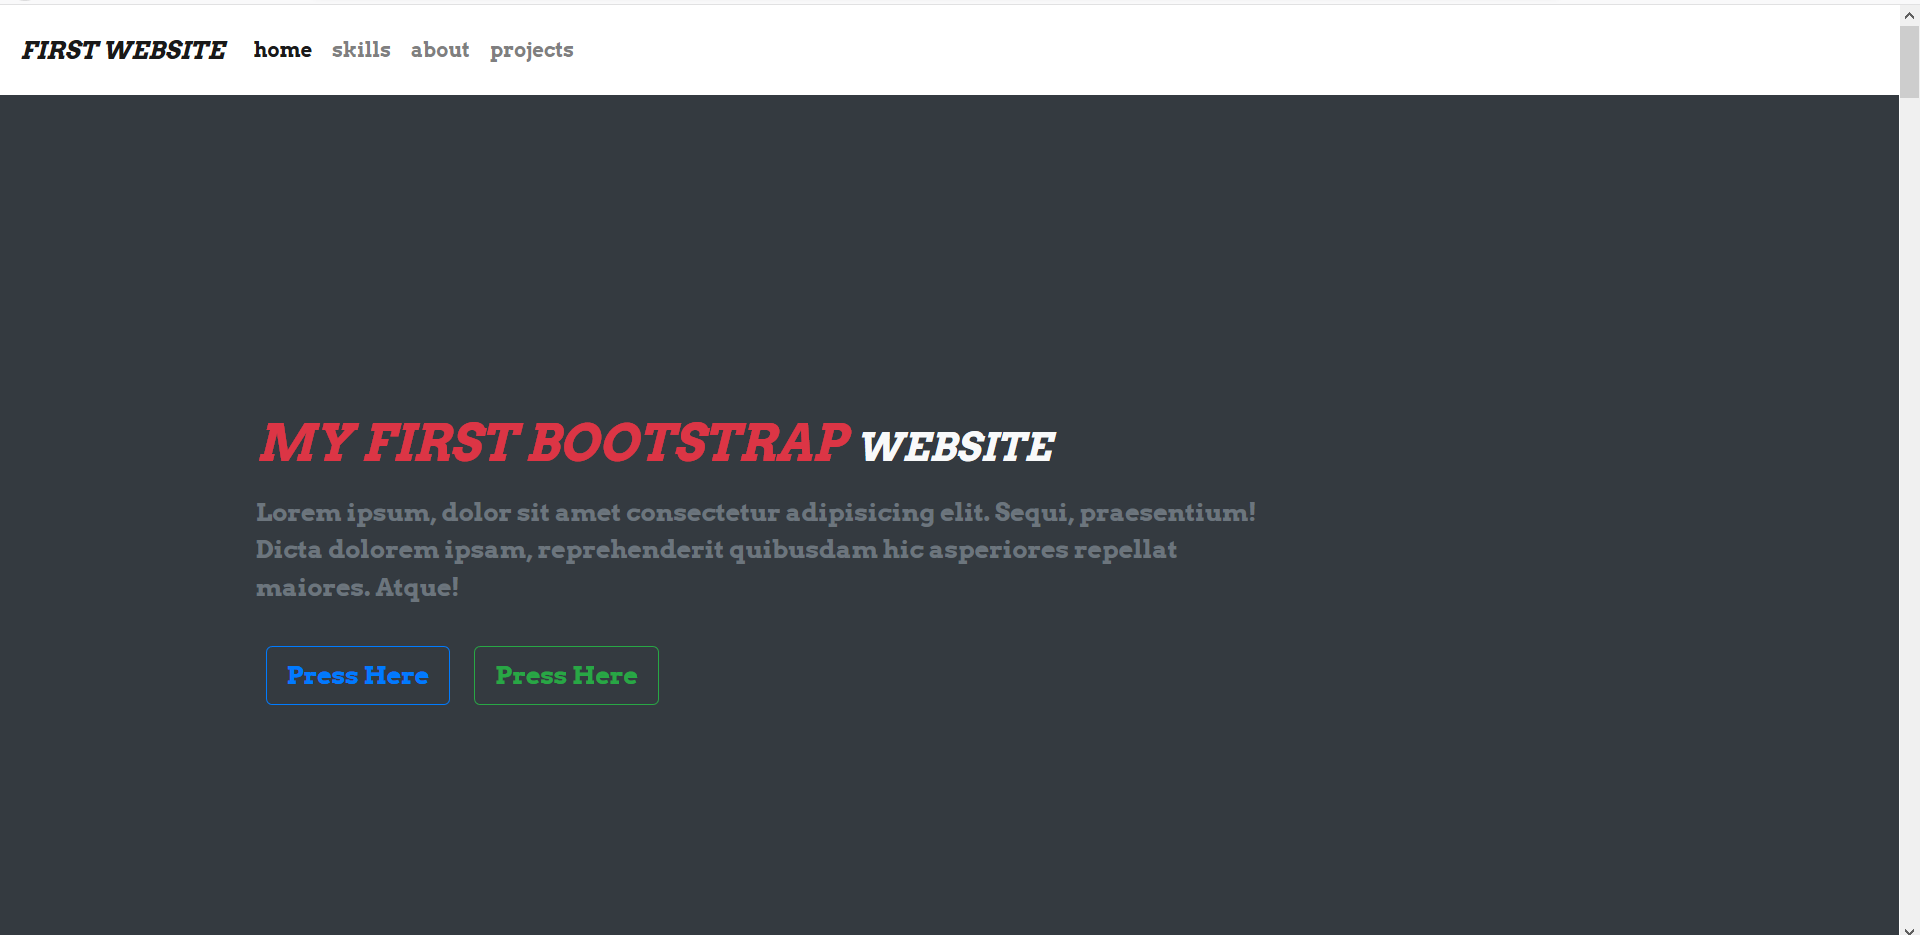 FIRST WEBSITE home skills about projects
MY FIRST BOOTSTRAP WEBSITE
Lorem ipsum, dolor sit amet consectetur adipisicing elit. Sequi, praesentium!
Dicta dolorem ipsam, reprehenderit quibusdam hic asperiores repellat
maiores. Atque!
Press Here Press Here